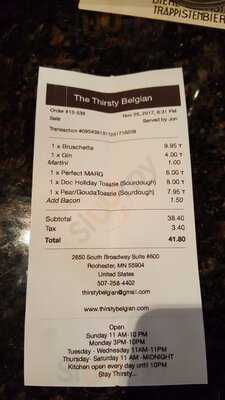 TRAPPISTENBIER
The Thirsty Belgian
Order #15-539
Nov 25, 2017, 6:31 PM
Sale
Served by Jon
1 x Bruschetta 9.95 T
1 x Gin 4.00 T
Martini 1.00
1 x Perfect MARG 6.00 T
1 x Doc Holiday Toastie (Sourdough) 8.00 T
1 x Pear/GoudaToastie (Sourdough) 7.95 T
Add Bacon 1.50
Subtotal 38.40
Tax 3.40
Total 41.80
2650 South Broadway Suite #600
Rochester, MN 55904
United States
507-258-4402
thirstybelgian@gmail.com
www.thirstybelgian.com
Open
Sunday 11 AM-10 PM
Monday 3PM-10PM
Tuesday - Wednesday 11AM-11PM
Thursday- Saturday 11 AM -MIDNIGHT
Kitchen open every day until 10PM
Stay Thirsty...